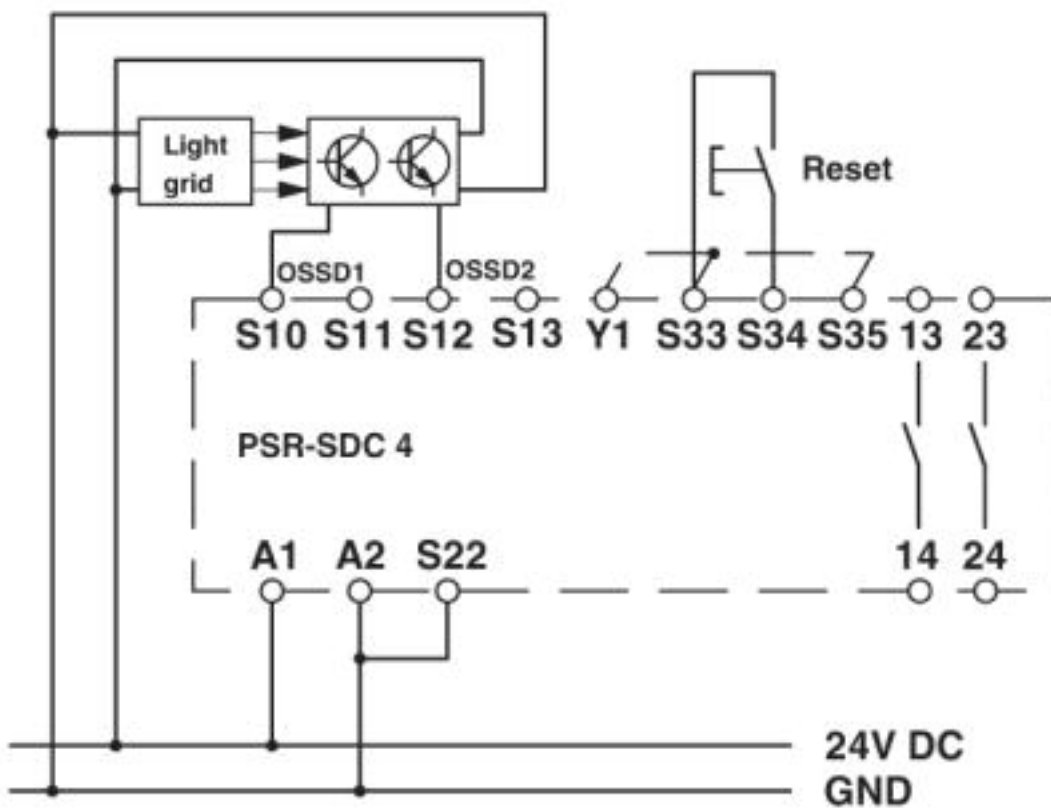 Light
grid
Reset
OSSD1
OSSD2
S10 S11 S12 S13 Y1 S33 S34 S35 13 23
PSR-SDC 4
A1 A2 S22 14 24
24V DC
GND